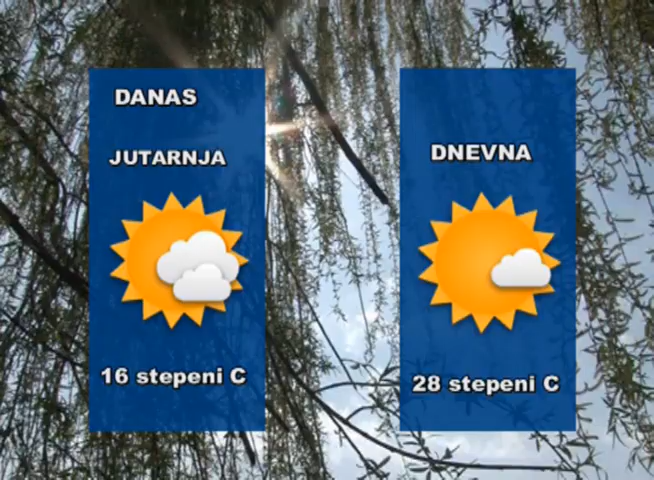 DANAS
JUTARNJA
16 stepeni C
DNEVNA
28 stepeni C